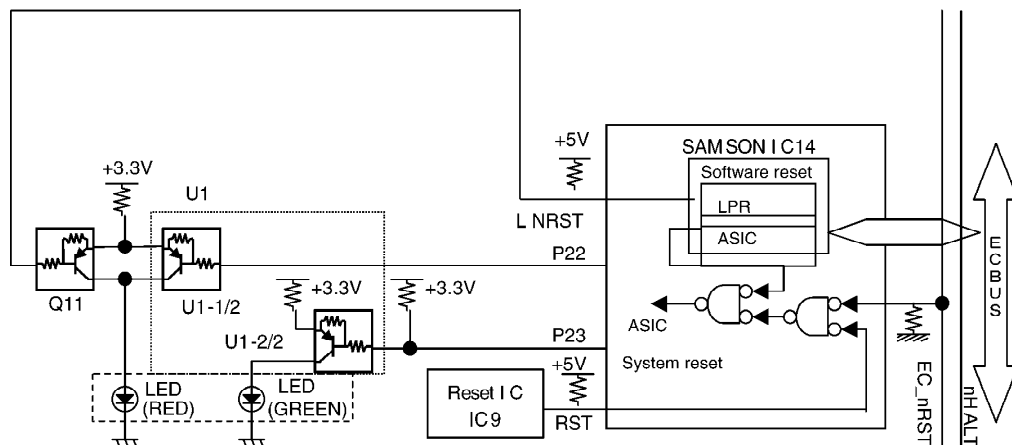 +5V
SAMSON IC14
Software reset
+3.3V
U1
LPR
L NRST
ASIC
P22
Q11
U1-1/2
+3.3V
+3.3V
ASIC
U1-2/2
P23
System reset
+5V
LED
(RED)
LED
(GREEN)
Reset IC
IC9
RST
EC_nRST
nHALT
ECBUS